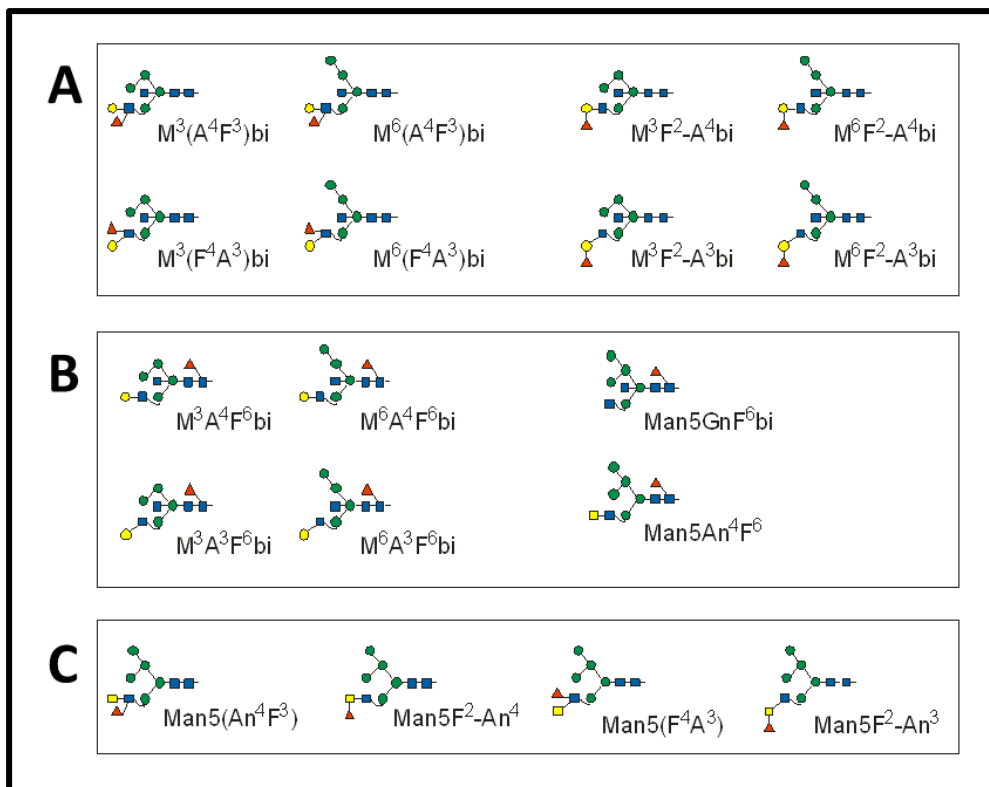 A
M³(A⁴F³)bi M⁶(A⁴F³)bi M³F²-A⁴bi M⁶F²-A⁴bi
M³(F⁴A³)bi M⁶(F⁴A³)bi M³F²-A³bi M⁶F²-A³bi
B
M³A⁴F⁶bi M⁶A⁴F⁶bi Man5GnF⁶bi
M³A³F⁶bi M⁶A³F⁶bi Man5An⁴F⁶
C
Man5(An⁴F³) Man5F²-An⁴ Man5(F⁴A³) Man5F²-An³